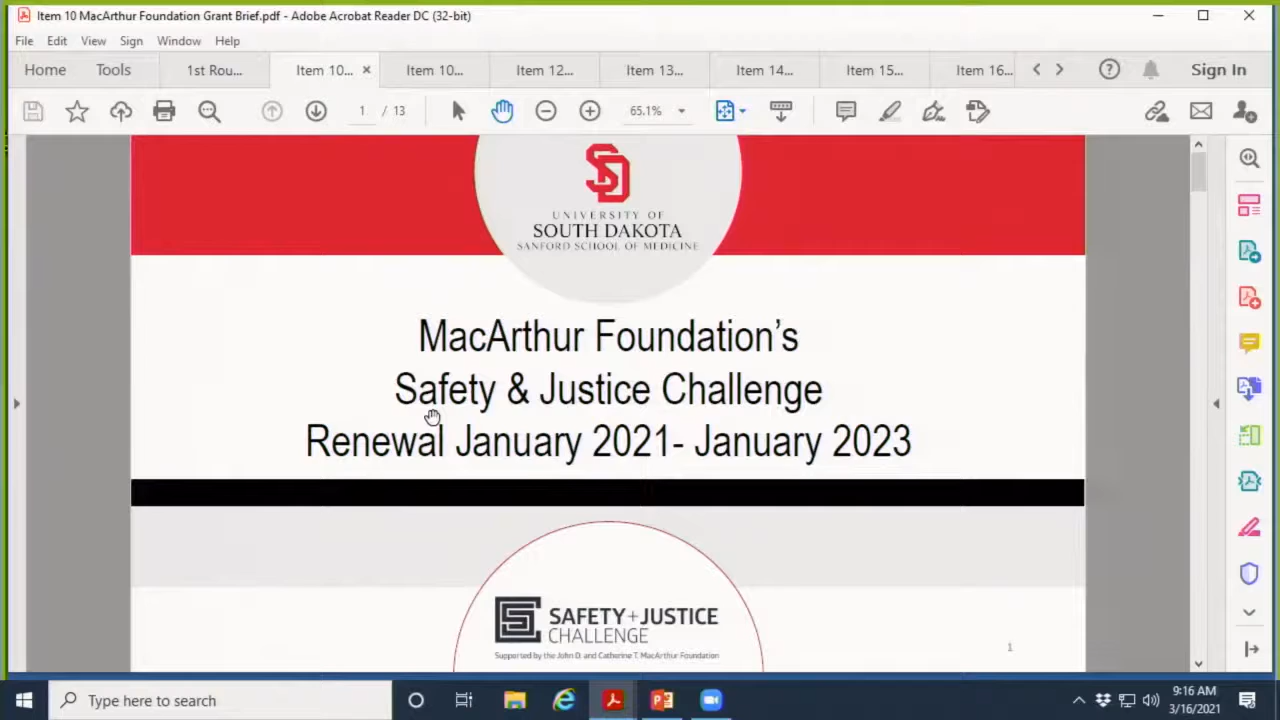 Item 10 MacArthur Foundation Grant Brief.pdf - Adobe Acrobat Reader DC (32-bit)
File Edit View Sign Window Help
Home Tools 1st Rou... Item 10... Item 10... Item 12... Item 13... Item 14... Item 15... Item 16... Sign In
1 / 13 65.1%
SD
UNIVERSITY OF
SOUTH DAKOTA
SANFORD SCHOOL OF MEDICINE
MacArthur Foundation's
Safety & Justice Challenge
Renewal January 2021- January 2023
SAFETY+JUSTICE
CHALLENGE
Supported by the John D. and Catherine T. MacArthur Foundation
1
Type here to search
9:16 AM
3/16/2021